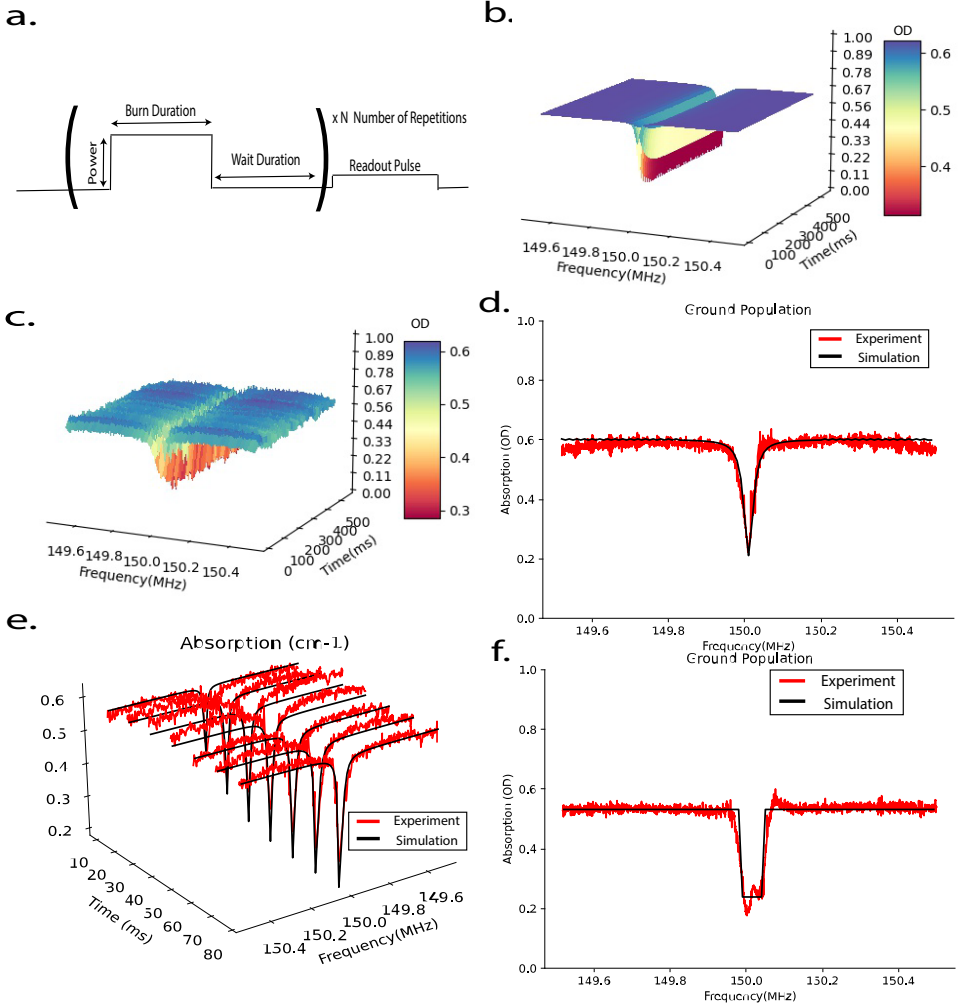 a.
Burn Duration
x N Number of Repetitions
Power
Wait Duration
Readout Pulse
b.
OD
1.00
0.89
0.78
0.67
0.56
0.44
0.33
0.22
0.11
0.00
0.6
0.5
0.4
149.6
149.8
150.0
150.2
150.4
Frequency(MHz)
0
100
200
300
400
500
Time(ms)
c.
OD
1.00
0.89
0.78
0.67
0.56
0.44
0.33
0.22
0.11
0.00
0.6
0.5
0.4
0.3
149.6
149.8
150.0
150.2
150.4
Frequency(MHz)
0
100
200
300
400
500
Time(ms)
d.
Ground Population
Experiment
Simulation
1.0
0.8
0.6
0.4
0.2
0.0
Absorption (OD)
149.6
149.8
150.0
150.2
150.4
Frequency(MHz)
e.
Absorption (cm-1)
0.6
0.5
0.4
0.3
0.2
Experiment
Simulation
10
20
30
40
50
60
70
80
Time (ms)
150.4
150.2
150.0
149.8
149.6
Frequency(MHz)
f.
Ground Population
Experiment
Simulation
1.0
0.8
0.6
0.4
0.2
0.0
Absorption (OD)
149.6
149.8
150.0
150.2
150.4
Frequency(MHz)